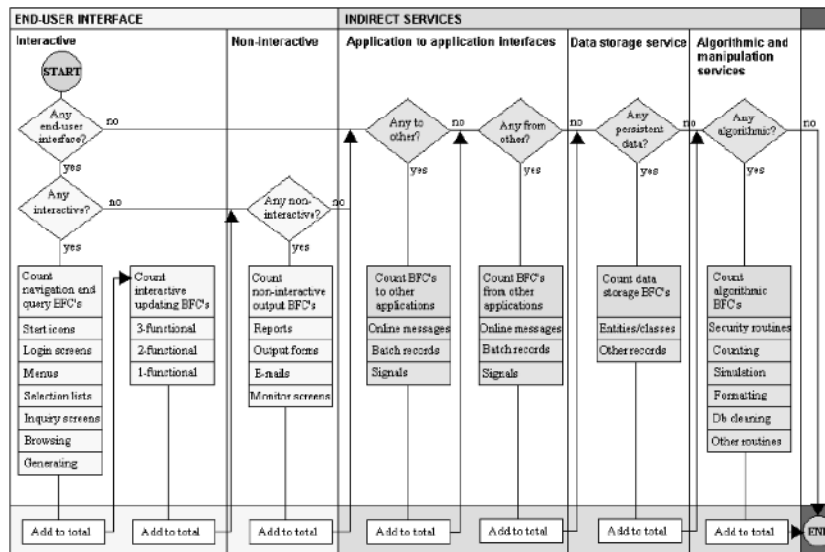 END-USER INTERFACE
INDIRECT SERVICES
Interactive
Non-interactive
Application to application interfaces
Data storage service
Algorithmic and
manipulation
services
START
Any
end-user
interface?
no
yes
Any
interactive?
no
yes
Any non-
interactive?
no
yes
Any to
other?
no
yes
Any from
other?
no
yes
Any
persistent
data?
no
yes
Any
algorithmic?
no
yes
Count
navigation and
query BFC's
Start icons
Login screens
Menus
Selection lists
Inquiry screens
Browsing
Generating
Count
interactive
updating BFC's
3-functional
2-functional
1-functional
Count
non-interactive
output BFC's
Reports
Output forms
E-mails
Monitor screens
Count BFC's
to other
applications
Online messages
Batch records
Signals
Count BFC's
from other
applications
Online messages
Batch records
Signals
Count data
storage BFC's
Entities/classes
Other records
Count
algorithmic
BFC's
Security routines
Counting
Simulation
Formatting
Db cleaning
Other routines
Add to total
Add to total
Add to total
Add to total
Add to total
Add to total
Add to total
END